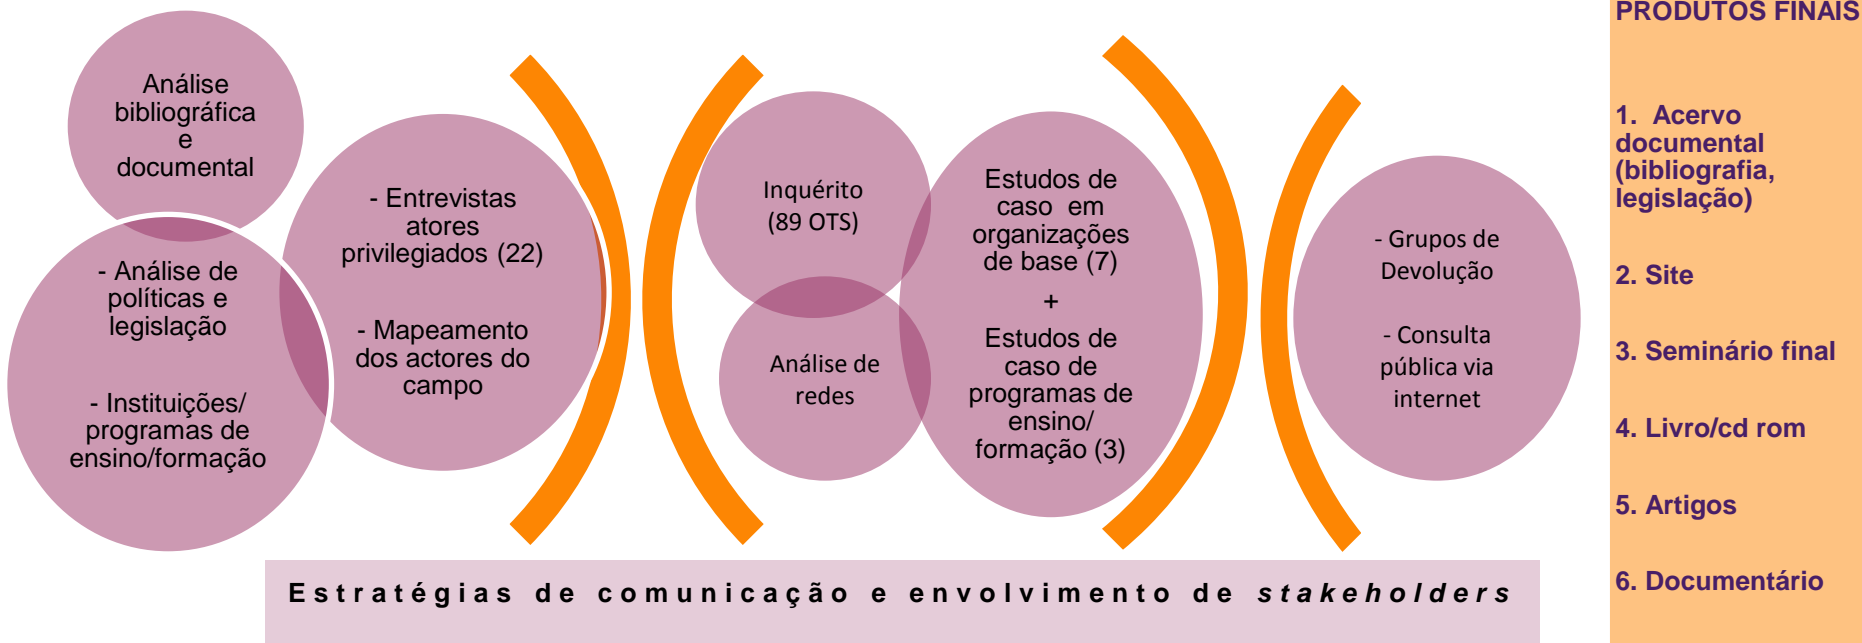 Análise
bibliográfica
e
documental
- Análise de
políticas e
legislação
- Instituições/
programas de
ensino/formação
- Entrevistas
atores
privilegiados (22)
- Mapeamento
dos actores do
campo
Inquérito
(89 OTS)
Análise de
redes
Estudos de
caso em
organizações
de base (7)
+
Estudos de
caso de
programas de
ensino/
formação (3)
- Grupos de
Devolução
- Consulta
pública via
internet
Estratégias de comunicação e envolvimento de stakeholders
PRODUTOS FINAIS
1. Acervo
documental
(bibliografia,
legislação)
2. Site
3. Seminário final
4. Livro/cd rom
5. Artigos
6. Documentário